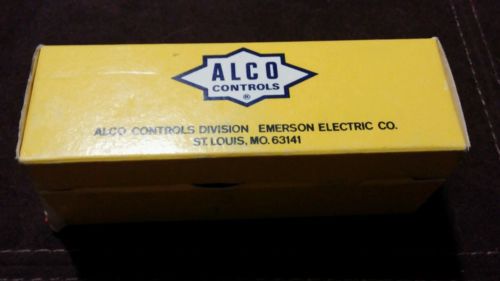 ALCO
CONTROLS
®
ALCO CONTROLS DIVISION EMERSON ELECTRIC CO.
ST. LOUIS, MO. 63141